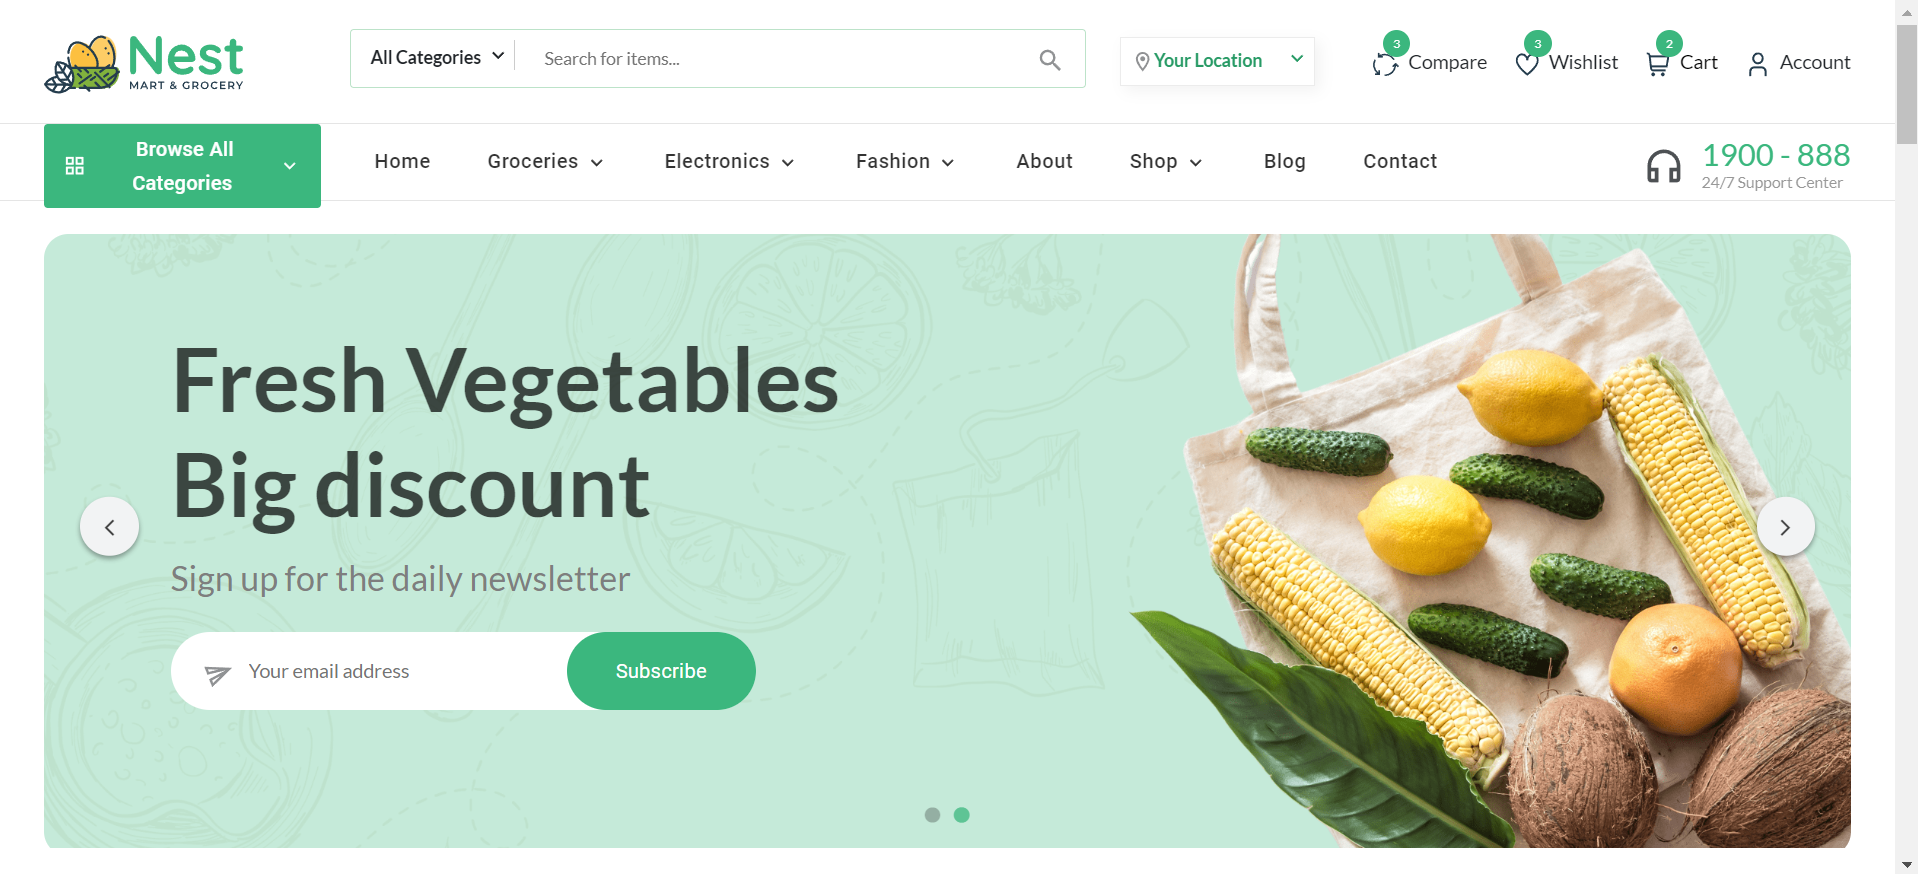 Nest
MART & GROCERY
All Categories
Search for items...
Your Location
3
Compare
3
Wishlist
2
Cart
Account
Browse All
Categories
Home
Groceries
Electronics
Fashion
About
Shop
Blog
Contact
1900 - 888
24/7 Support Center
Fresh Vegetables
Big discount
Sign up for the daily newsletter
Your email address
Subscribe